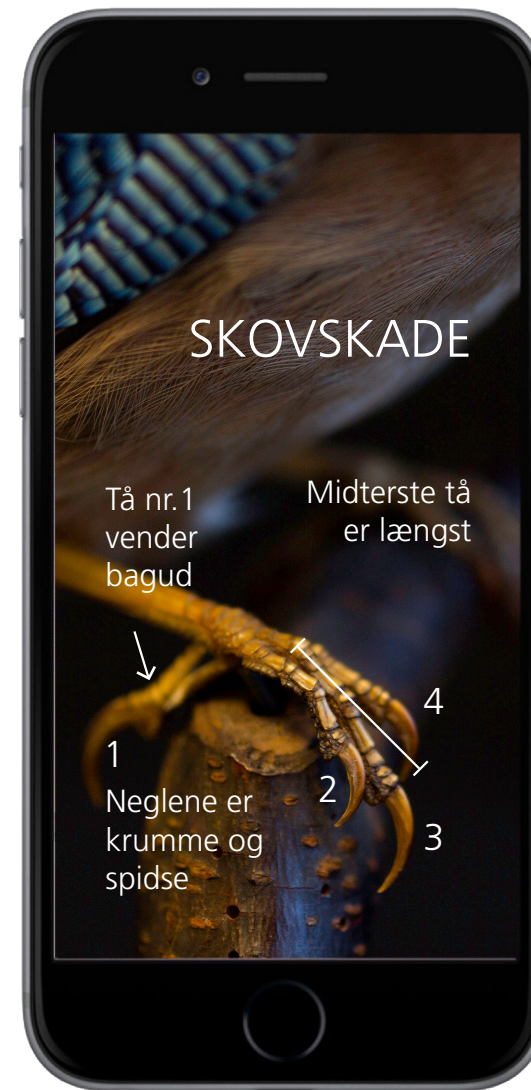 SKOVSKADE
Tå nr.1
vender
bagud
Midterste tå
er længst
4
1
2
3
Neglene er
krumme og
spidse